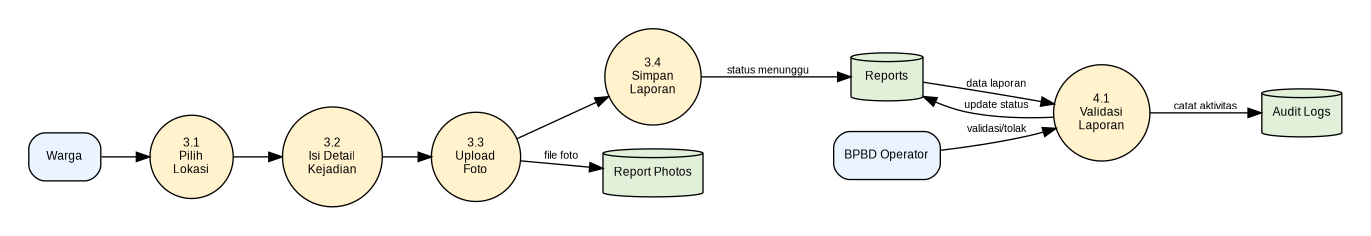 Warga
3.1
Pilih
Lokasi
3.2
Isi Detail
Kejadian
3.3
Upload
Foto
file foto
Report Photos
3.4
Simpan
Laporan
status menunggu
Reports
data laporan
update status
validasi/tolak
BPBD Operator
4.1
Validasi
Laporan
catat aktivitas
Audit Logs